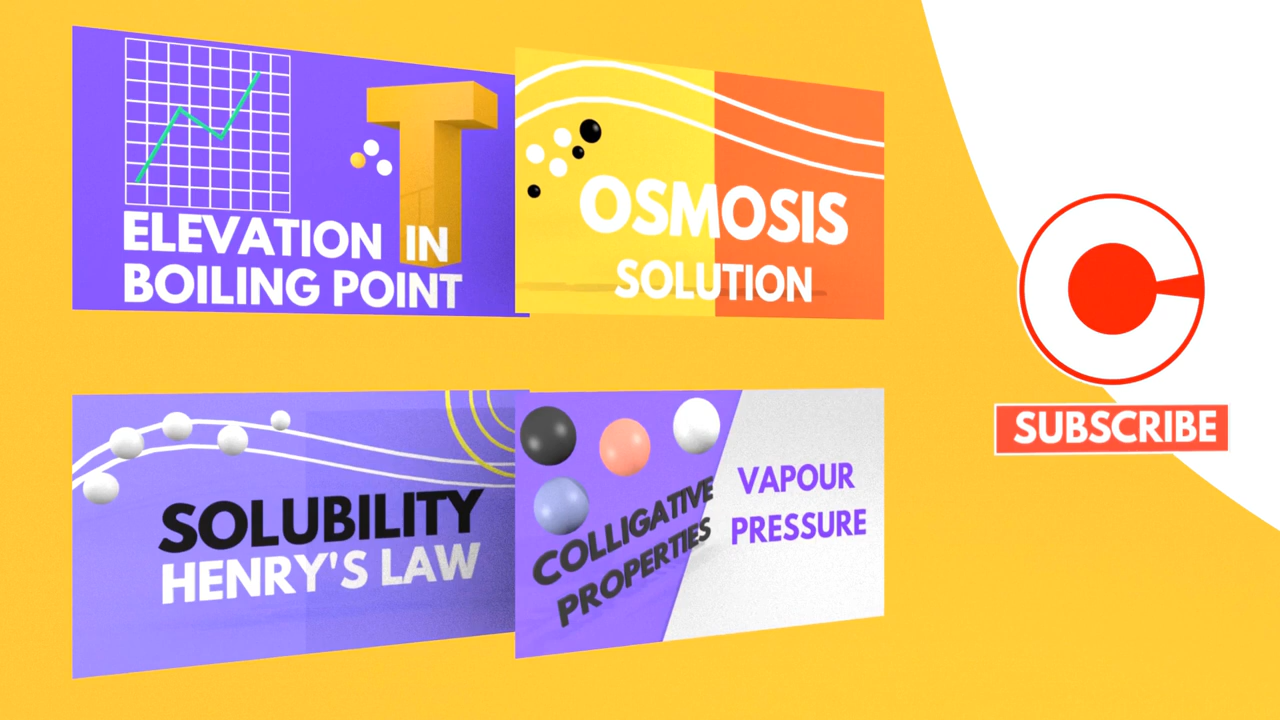 T
ELEVATION IN
BOILING POINT
OSMOSIS
SOLUTION
SUBSCRIBE
SOLUBILITY
HENRY'S LAW
COLLIGATIVE
PROPERTIES
VAPOUR
PRESSURE